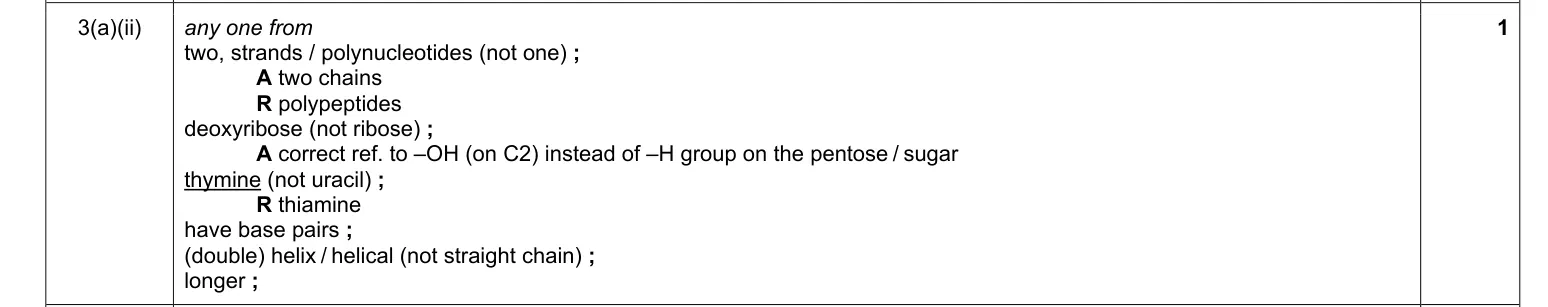 3(a)(ii) any one from 1
two, strands / polynucleotides (not one) ;
A two chains
R polypeptides
deoxyribose (not ribose) ;
A correct ref. to –OH (on C2) instead of –H group on the pentose / sugar
thymine (not uracil) ;
R thiamine
have base pairs ;
(double) helix / helical (not straight chain) ;
longer ;